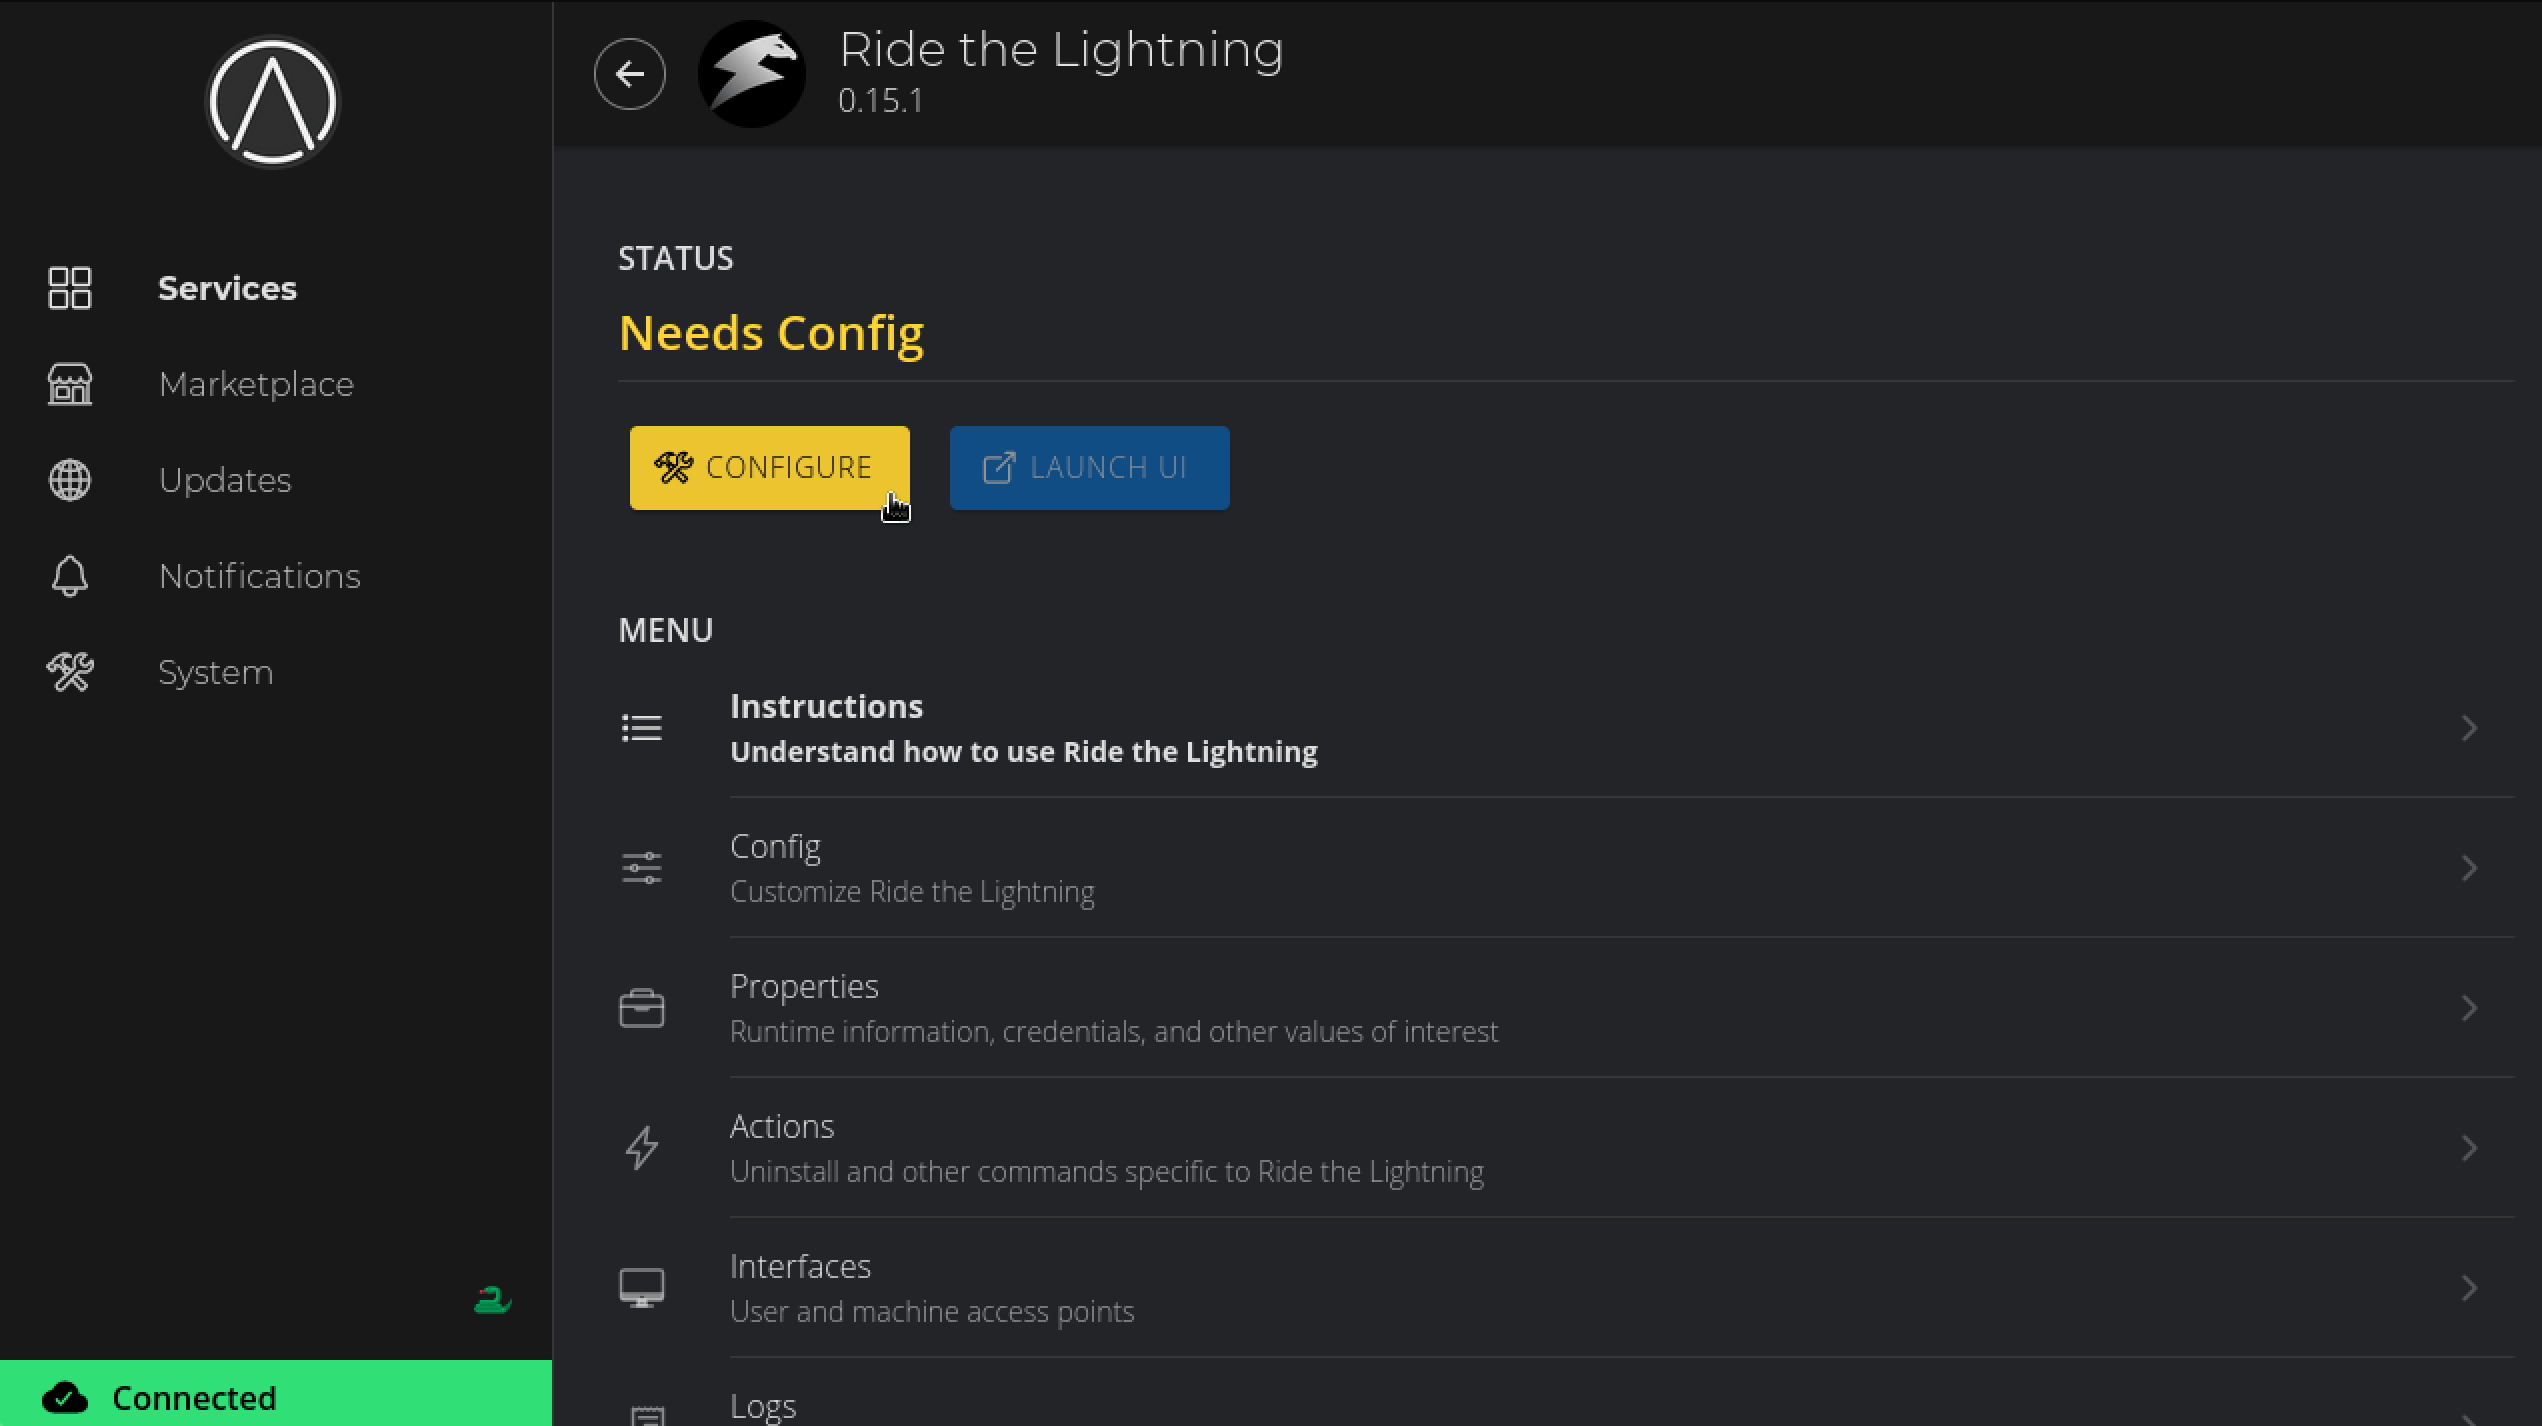 Ride the Lightning
0.15.1
Services
Marketplace
Updates
Notifications
System
Connected
STATUS
Needs Config
CONFIGURE
LAUNCH UI
MENU
Instructions
Understand how to use Ride the Lightning
Config
Customize Ride the Lightning
Properties
Runtime information, credentials, and other values of interest
Actions
Uninstall and other commands specific to Ride the Lightning
Interfaces
User and machine access points
Logs